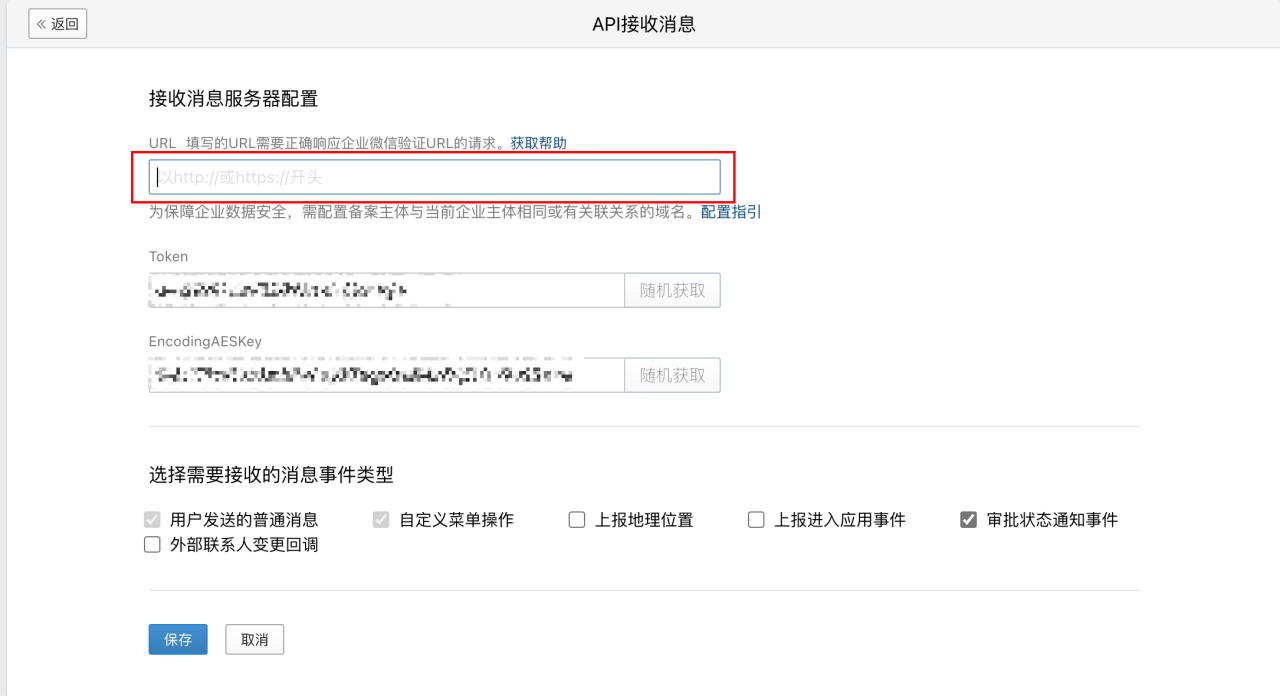 返回
API接收消息
接收消息服务器配置
URL 填写的URL需要正确响应企业微信验证URL的请求。获取帮助
以http://或https://开头
为保障企业数据安全，需配置备案主体与当前企业主体相同或有关联关系的域名。配置指引
Token
随机获取
EncodingAESKey
随机获取
选择需要接收的消息事件类型
用户发送的普通消息 自定义菜单操作 上报地理位置 上报进入应用事件 审批状态通知事件
外部联系人变更回调
保存 取消